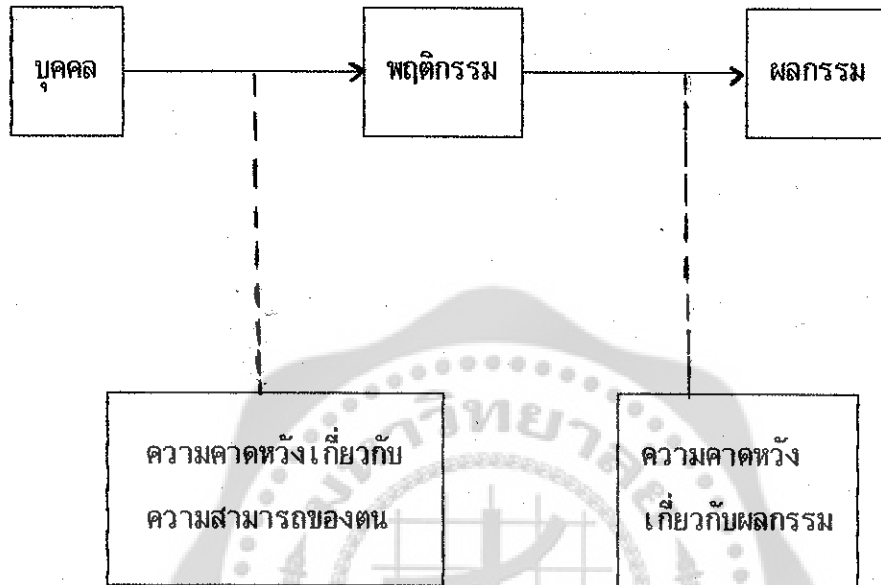 บุคคล
พฤติกรรม
ผลกรรม
ความคาดหวังเกี่ยวกับ
ความสามารถของตน
ความคาดหวัง
เกี่ยวกับผลกรรม